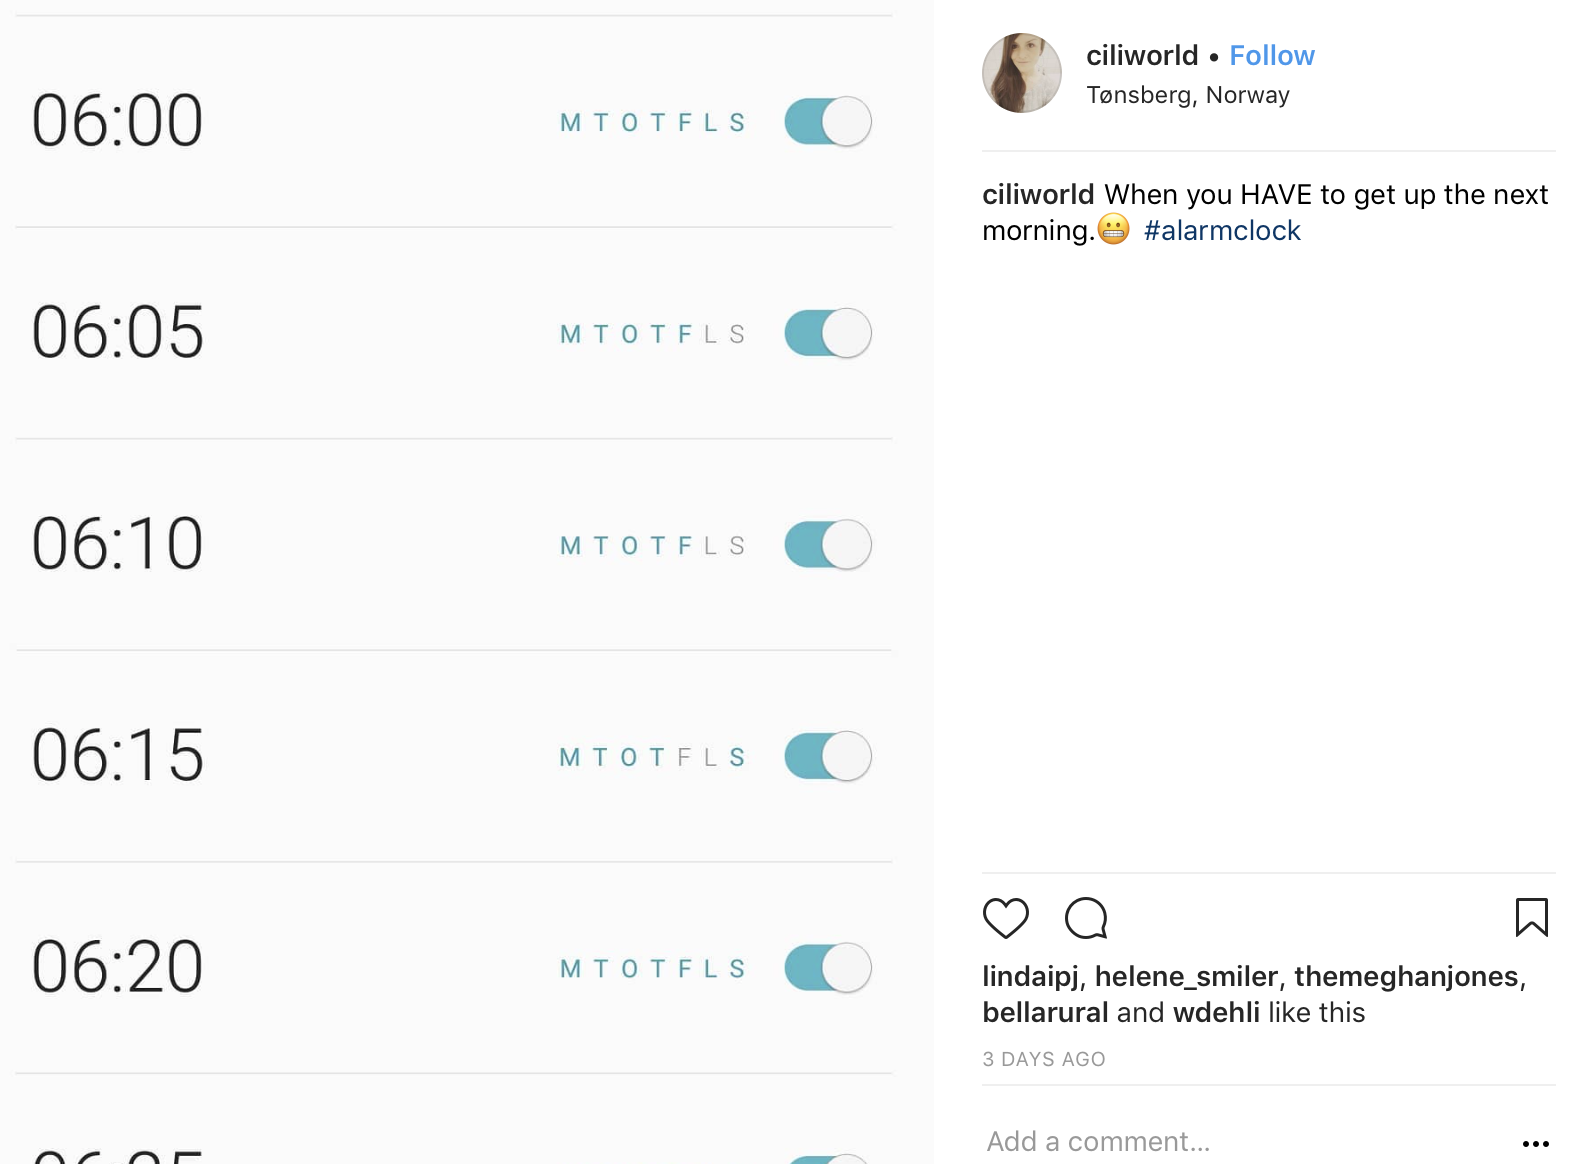 06:00 M T O T F L S
06:05 M T O T F L S
06:10 M T O T F L S
06:15 M T O T F L S
06:20 M T O T F L S
ciliworld • Follow
Tønsberg, Norway
ciliworld When you HAVE to get up the next
morning.😬 #alarmclock
lindaipj, helene_smiler, themeghanjones,
bellarural and wdehli like this
3 DAYS AGO
Add a comment...